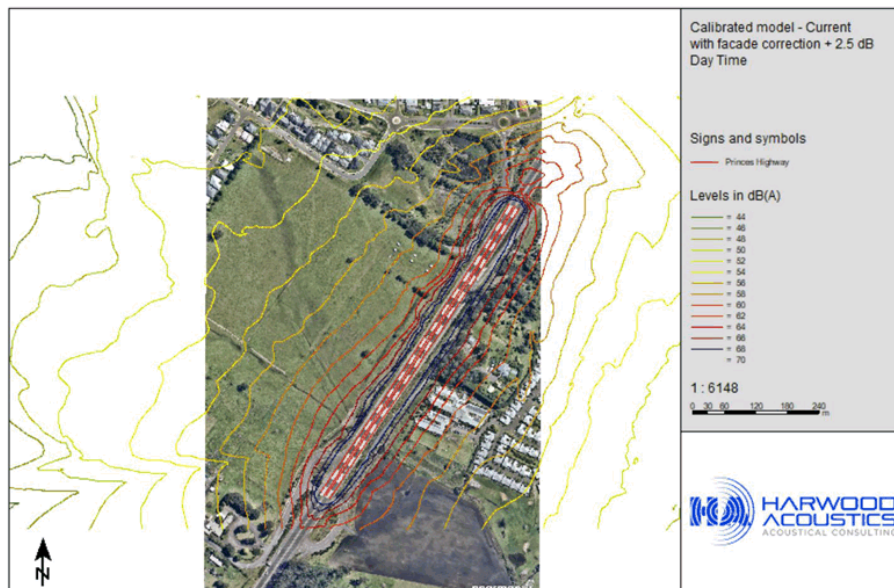 Calibrated model - Current
with facade correction + 2.5 dB
Day Time
Signs and symbols
Princes Highway
Levels in dB(A)
= 44
= 46
= 48
= 50
= 52
= 54
= 56
= 58
= 60
= 62
= 64
= 66
= 68
= 70
1 : 6148
0 30 60 120 180 240
m
HARWOOD
ACOUSTICS
ACOUSTICAL CONSULTING
N